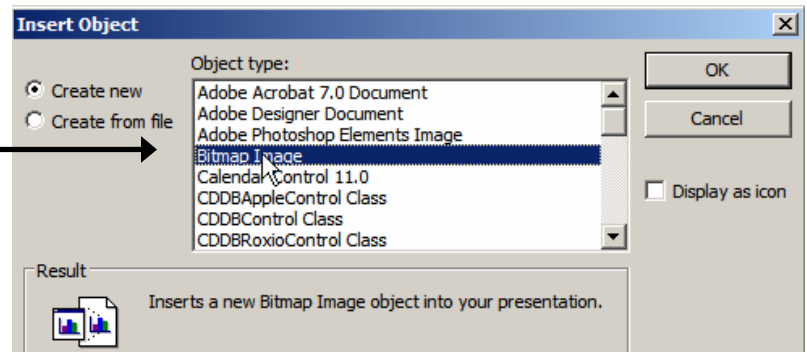 Insert Object
Object type:
Create new
Create from file
Adobe Acrobat 7.0 Document
Adobe Designer Document
Adobe Photoshop Elements Image
Bitmap Image
Calendar Control 11.0
CDDBAppleControl Class
CDDBControl Class
CDDBRoxioControl Class
OK
Cancel
Display as icon
Result
Inserts a new Bitmap Image object into your presentation.